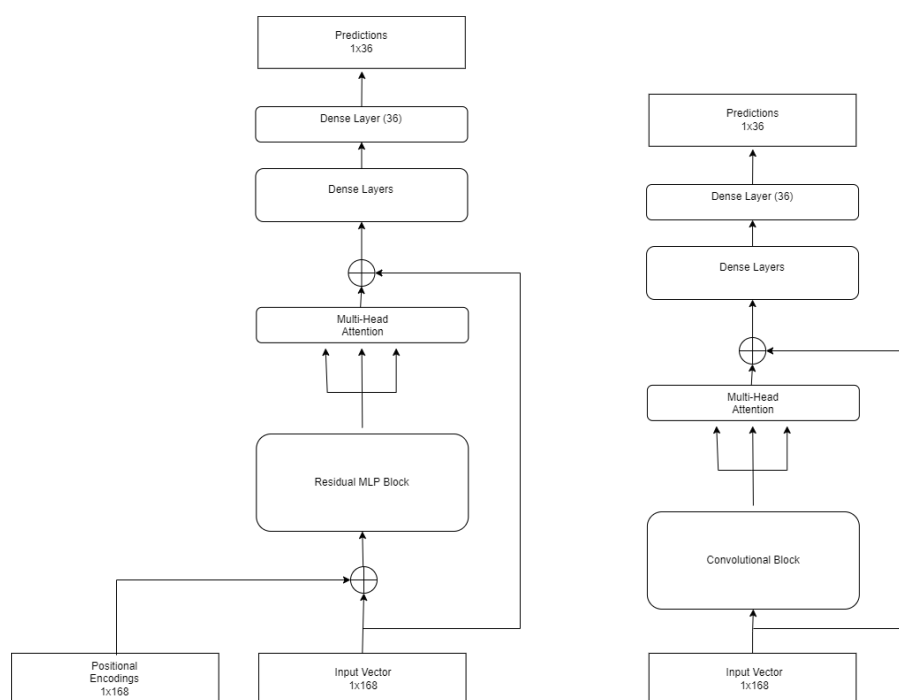 Predictions
1x36
Dense Layer (36)
Dense Layers
Multi-Head
Attention
Residual MLP Block
Positional
Encodings
1x168
Input Vector
1x168
Predictions
1x36
Dense Layer (36)
Dense Layers
Multi-Head
Attention
Convolutional Block
Input Vector
1x168